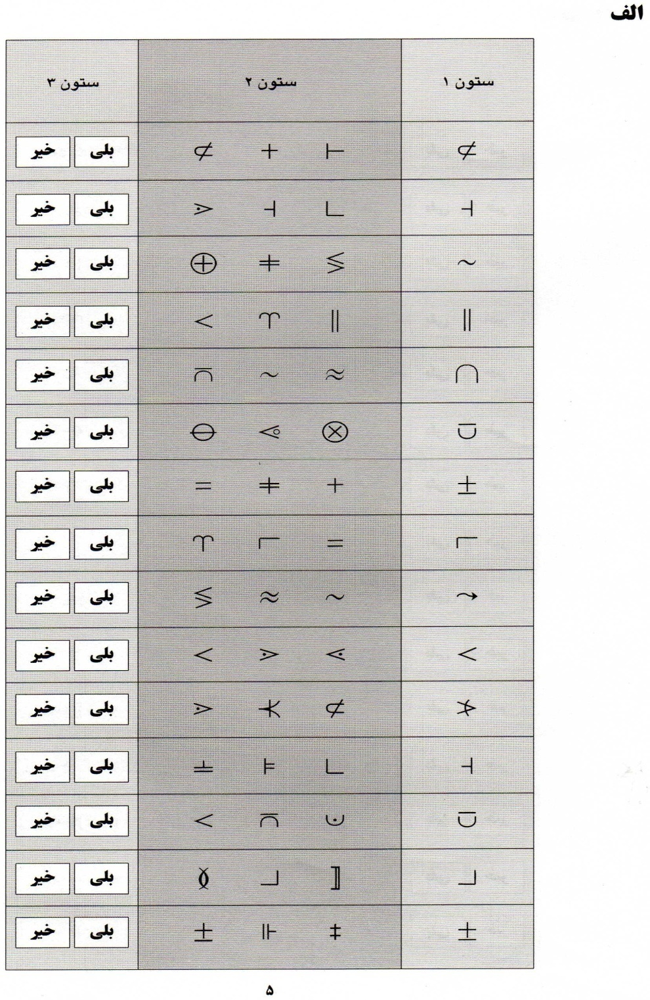 الف
ستون ۱ ستون ۲ ستون ۳
⊄ ⊢ + ⊄ بلی خیر
⊣ ∟ ⊣ ⋗ بلی خیر
~ ≶ ‡ ⊕ بلی خیر
‖ ‖ ♈ < بلی خیر
∩ ≈ ~ ⩃ بلی خیر
⊃ ⊗ ⩹ ⊖ بلی خیر
± + ‡ = بلی خیر
⌐ = ⌐ ♈ بلی خیر
⤳ ~ ≈ ≶ بلی خیر
< ⋖ ⋗ < بلی خیر
⊄ ⋗ بلی خیر
⊣ ∟ ⊧ ⫨ بلی خیر
⊍ < بلی خیر
⌟ ⟧ ⌟ ≬ بلی خیر
± ‡ ⊩ ± بلی خیر
۵